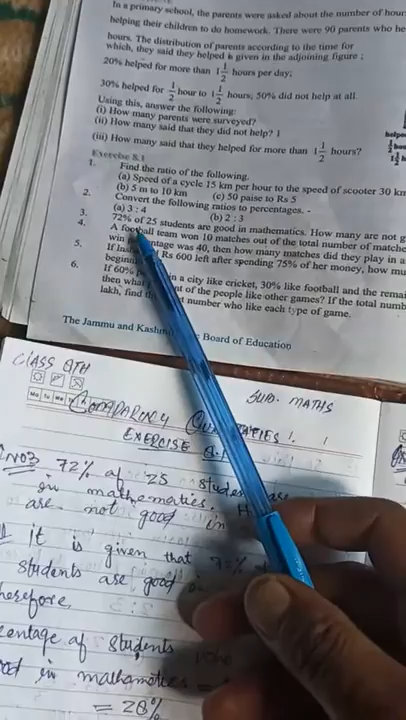 In a primary school, the parents were asked about the number of hours
helping their children to do homework. There were 90 parents who he
hours. The distribution of parents according to the time for
which, they said they helped is given in the adjoining figure ;
20% helped for more than 1 1/2 hours per day;
30% helped for 1/2 hour to 1 1/2 hours; 50% did not help at all.
Using this, answer the following:
(i) How many parents were surveyed?
(ii) How many said that they did not help?
(iii) How many said that they helped for more than 1 1/2 hours?
Exercise 8.1
1. Find the ratio of the following.
(a) Speed of a cycle 15 km per hour to the speed of scooter 30 km
(b) 5 m to 10 km (c) 50 paise to Rs 5
2. Convert the following ratios to percentages.
(a) 3 : 4 (b) 2 : 3
3. 72% of 25 students are good in mathematics. How many are not g
4. A football team won 10 matches out of the total number of matche
win percentage was 40, then how many matches did they play in a
5. Rs 600 left after spending 75% of her money, how mu
6. If 60% in a city like cricket, 30% like football and the remai
then what of the people like other games? If the total numb
lakh, find number who like each type of game.
The Jammu and Kashm Board of Education
CLASS 8TH
SUB. MATHS
COMPARING QUANTITIES
EXERCISE 8.1
NO3 72% of 25 students are
in mathematics. H
are not good in
it is given that 72%
students are good
herefore
centage of students
od in mathematics =
= 28%